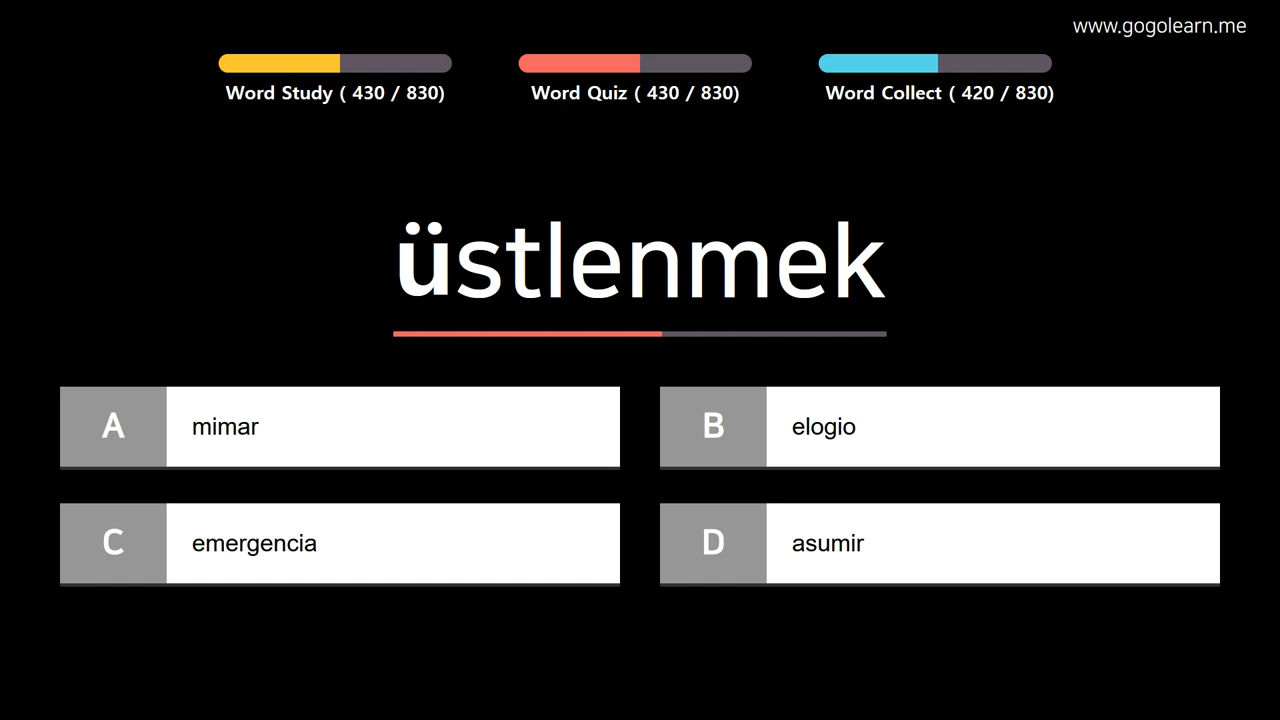 www.gogolearn.me
Word Study ( 430 / 830)
Word Quiz ( 430 / 830)
Word Collect ( 420 / 830)
üstlenmek
A mimar
B elogio
C emergencia
D asumir